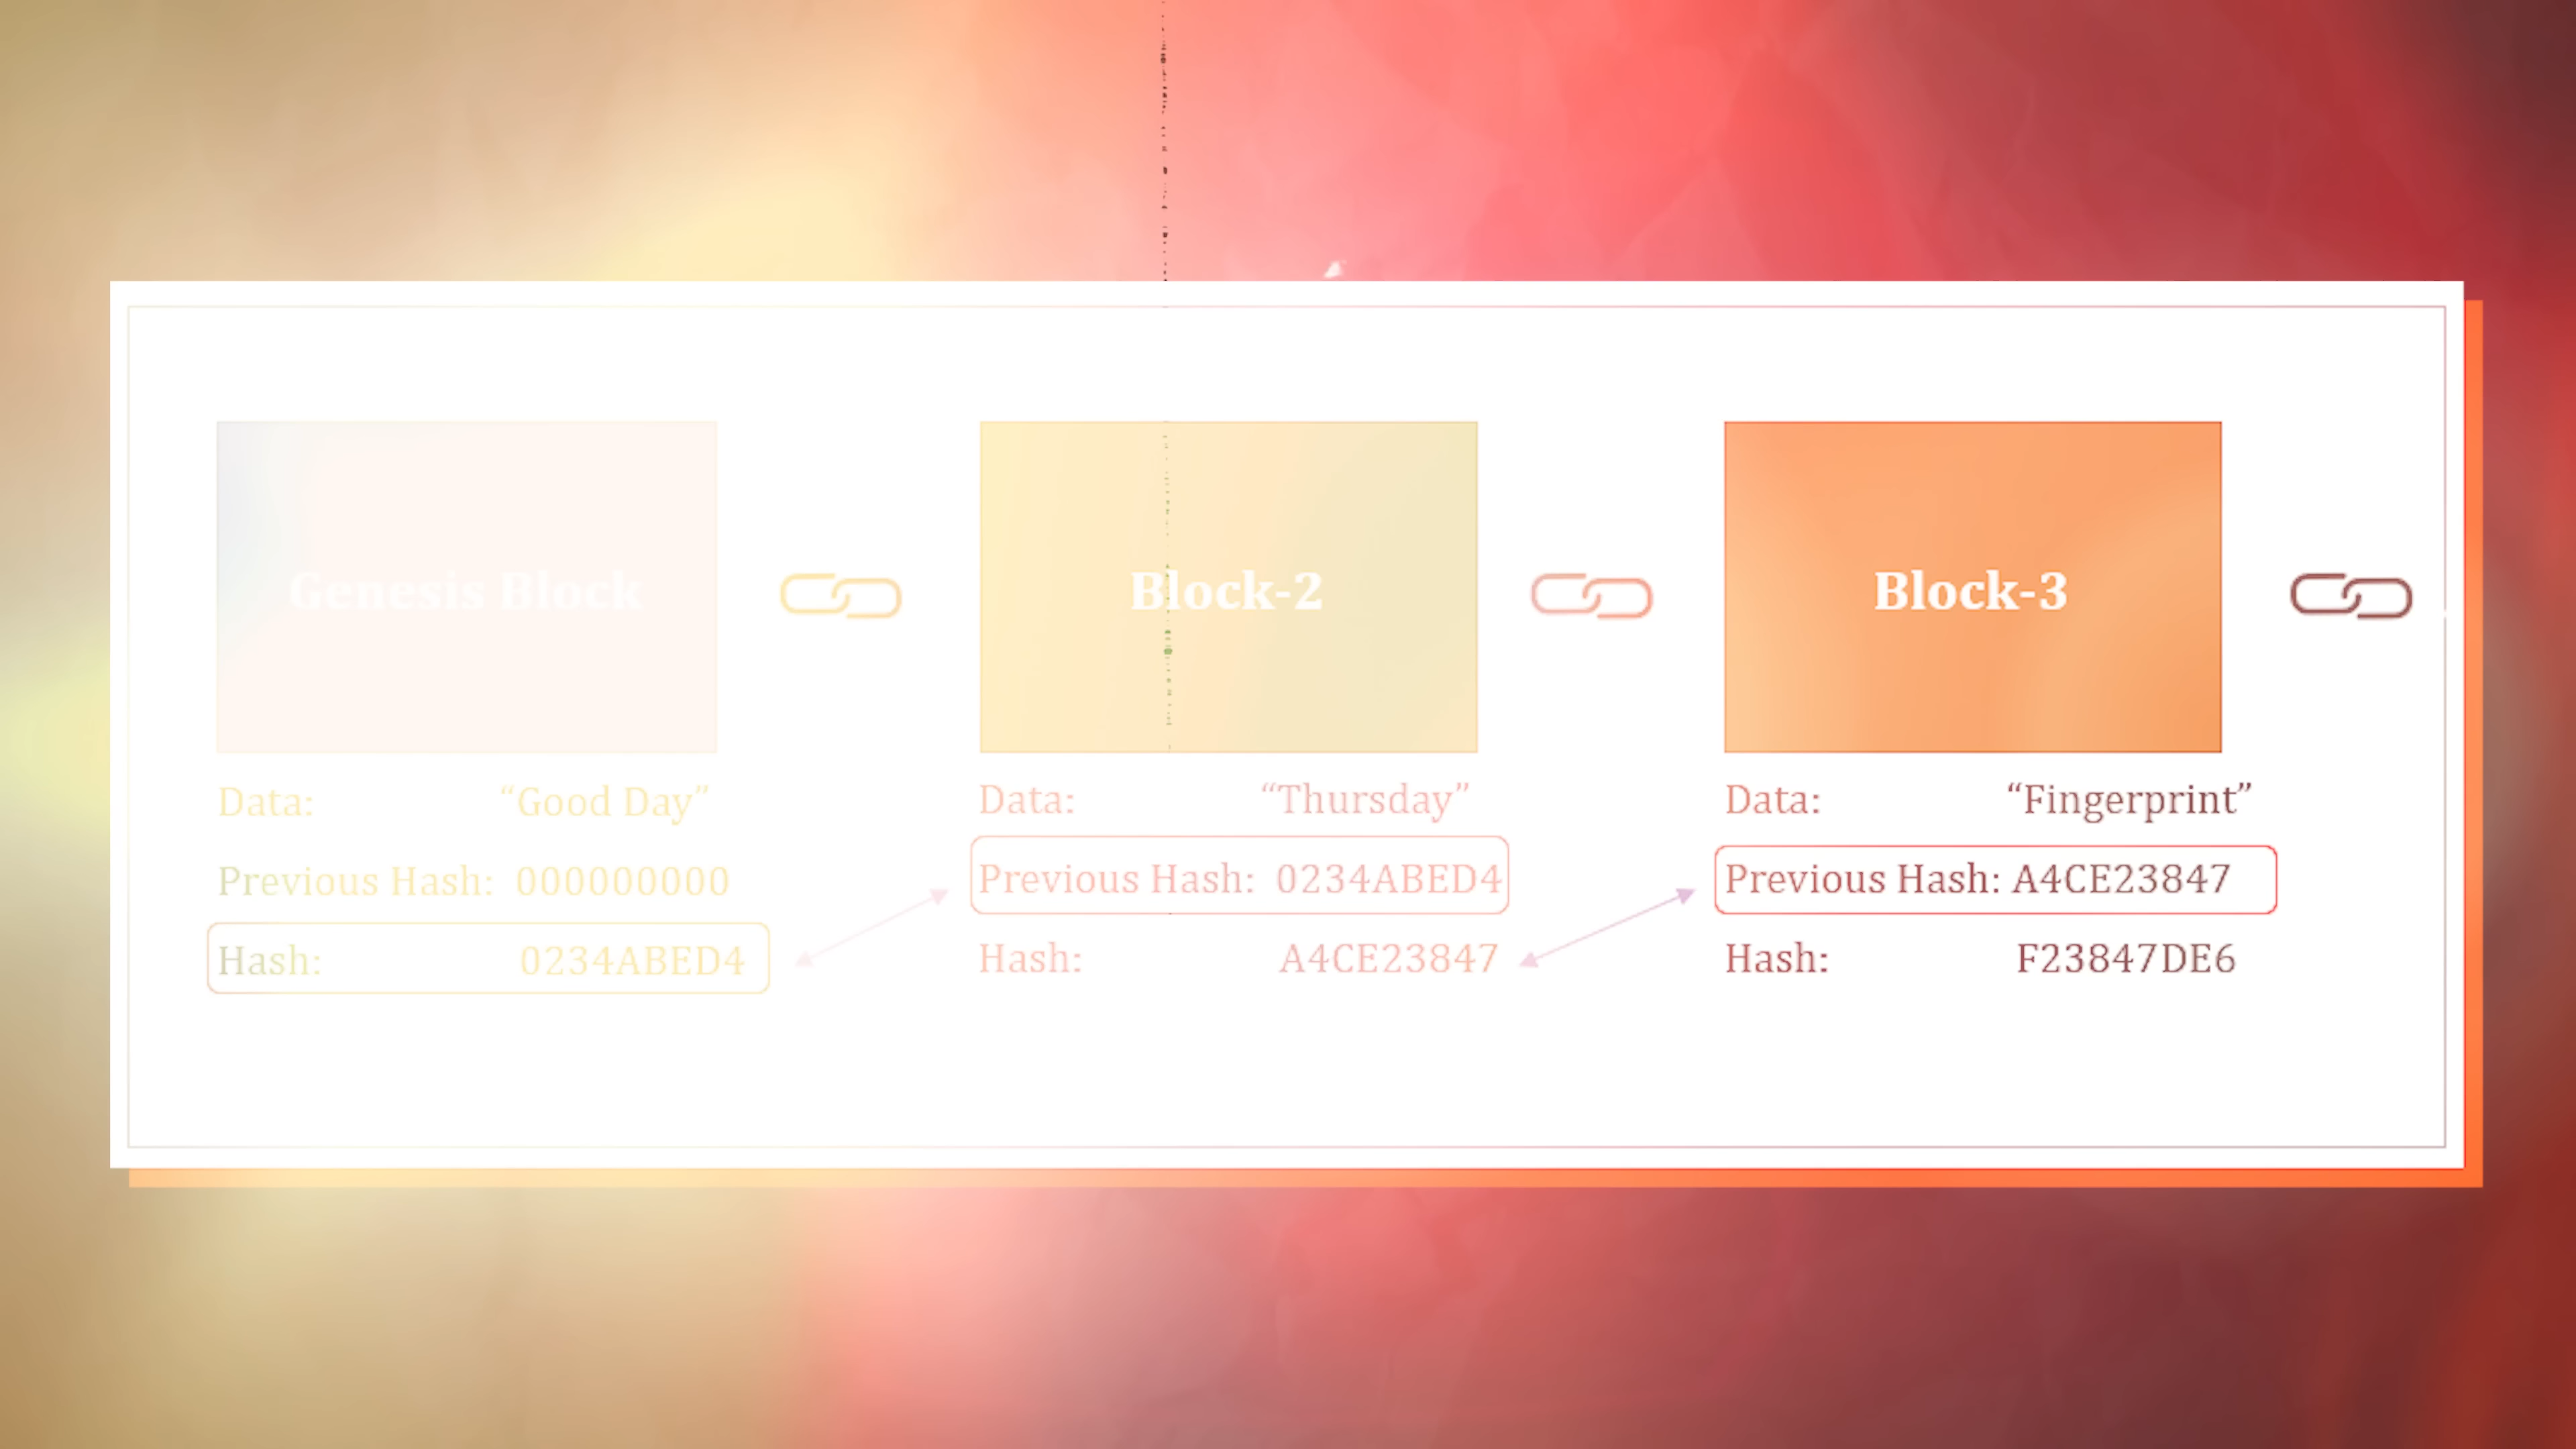 Genesis Block
Data: “Good Day”
Previous Hash: 000000000
Hash: 0234ABED4
Block-2
Data: “Thursday”
Previous Hash: 0234ABED4
Hash: A4CE23847
Block-3
Data: “Fingerprint”
Previous Hash: A4CE23847
Hash: F23847DE6